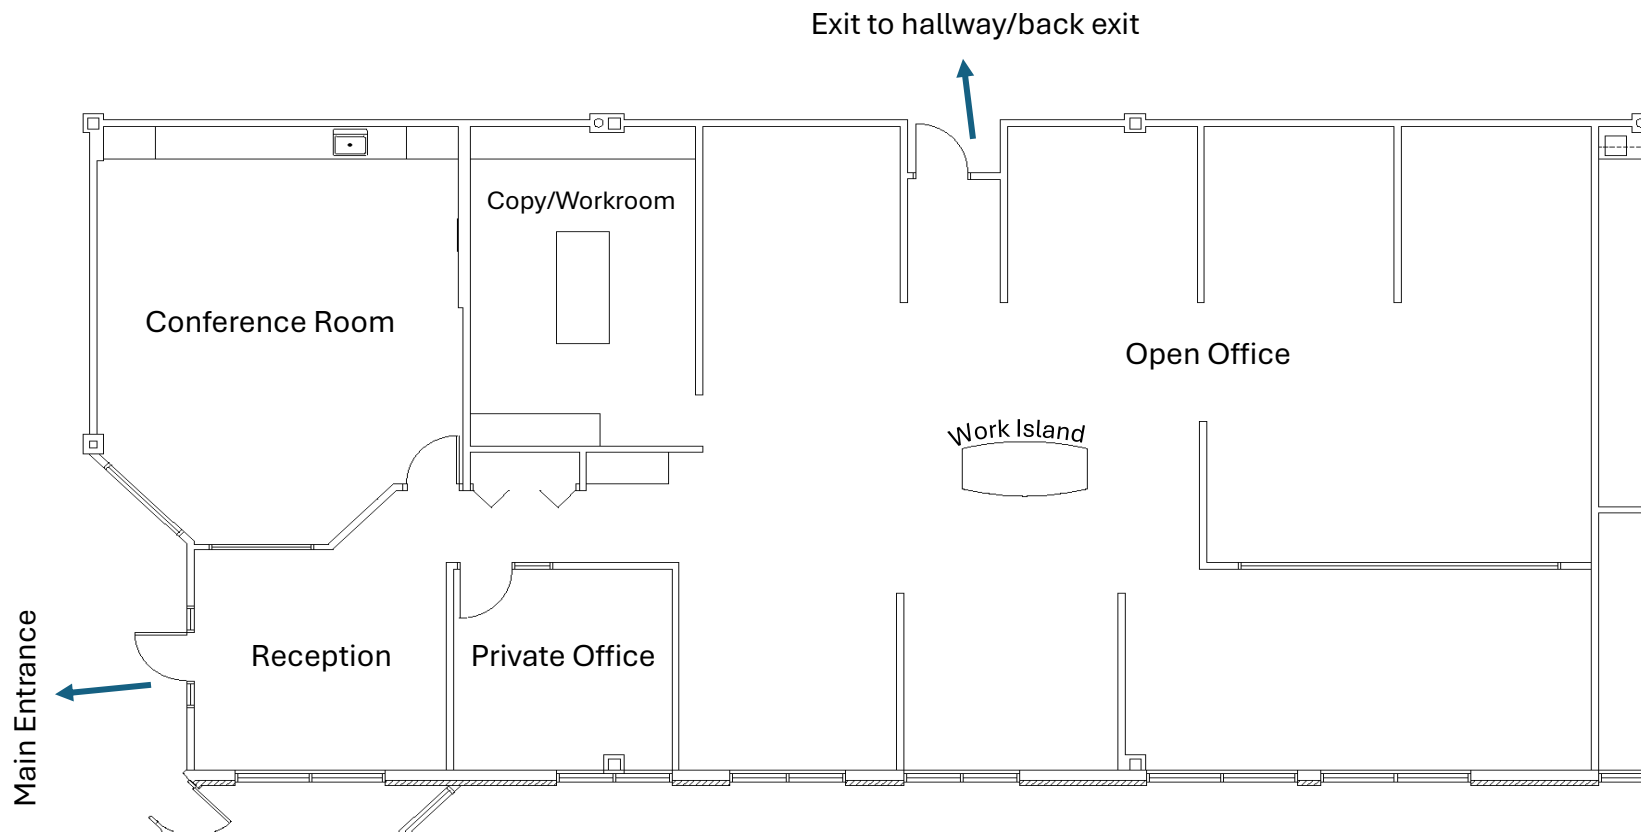 Exit to hallway/back exit
Copy/Workroom
Conference Room
Open Office
Work Island
Reception
Private Office
Main Entrance